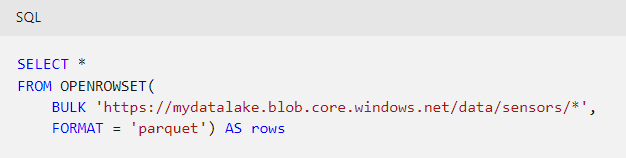 SQL
SELECT *
FROM OPENROWSET(
BULK 'https://mydatalake.blob.core.windows.net/data/sensors/*',
FORMAT = 'parquet') AS rows